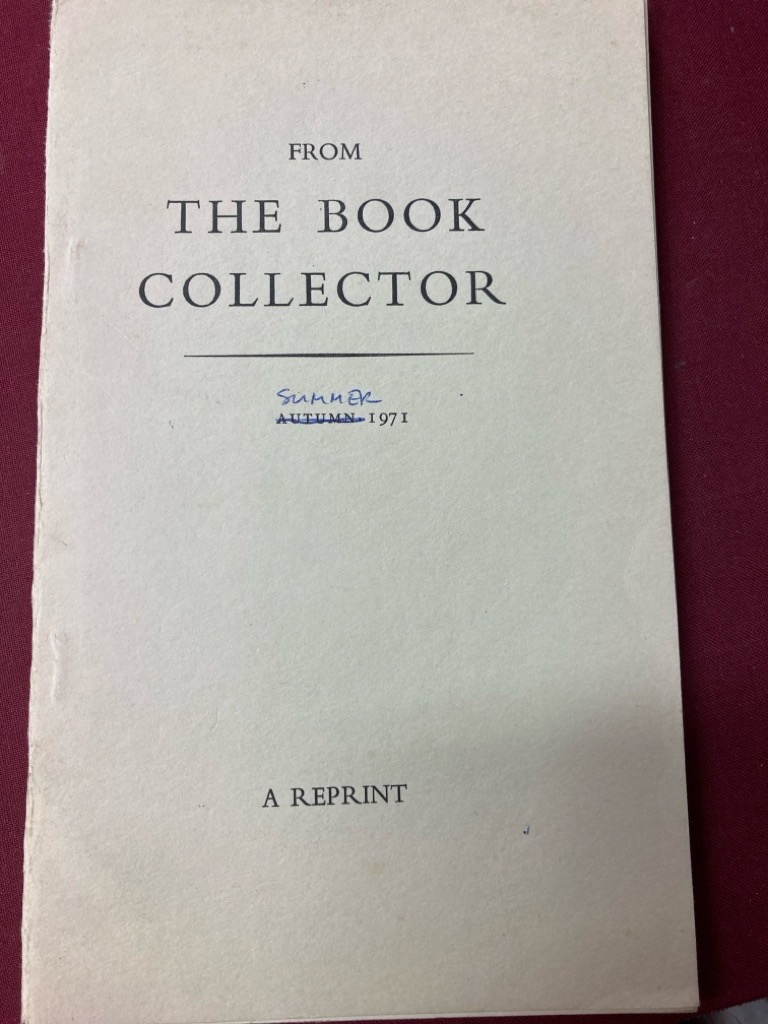 FROM
THE BOOK
COLLECTOR
SUMMER
AUTUMN 1971
A REPRINT